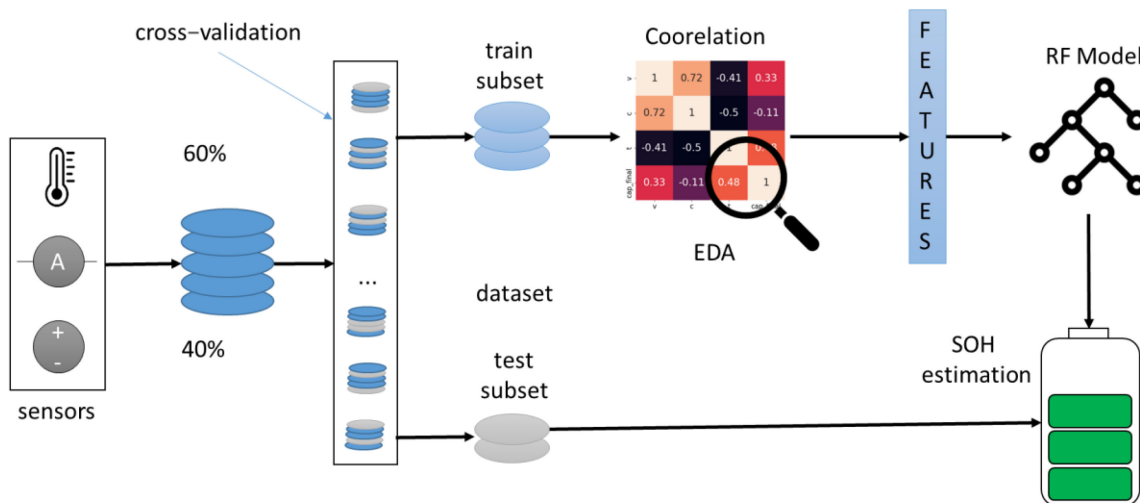 cross–validation
train
subset
Coorelation
FEATURES
RF Model
60%
A
+
-
40%
sensors
...
v
1
0.72
-0.41
0.33
c
0.72
1
-0.5
-0.11
t
-0.41
-0.5
1
cap_final
0.33
-0.11
0.48
1
v
c
t
EDA
dataset
test
subset
SOH
estimation